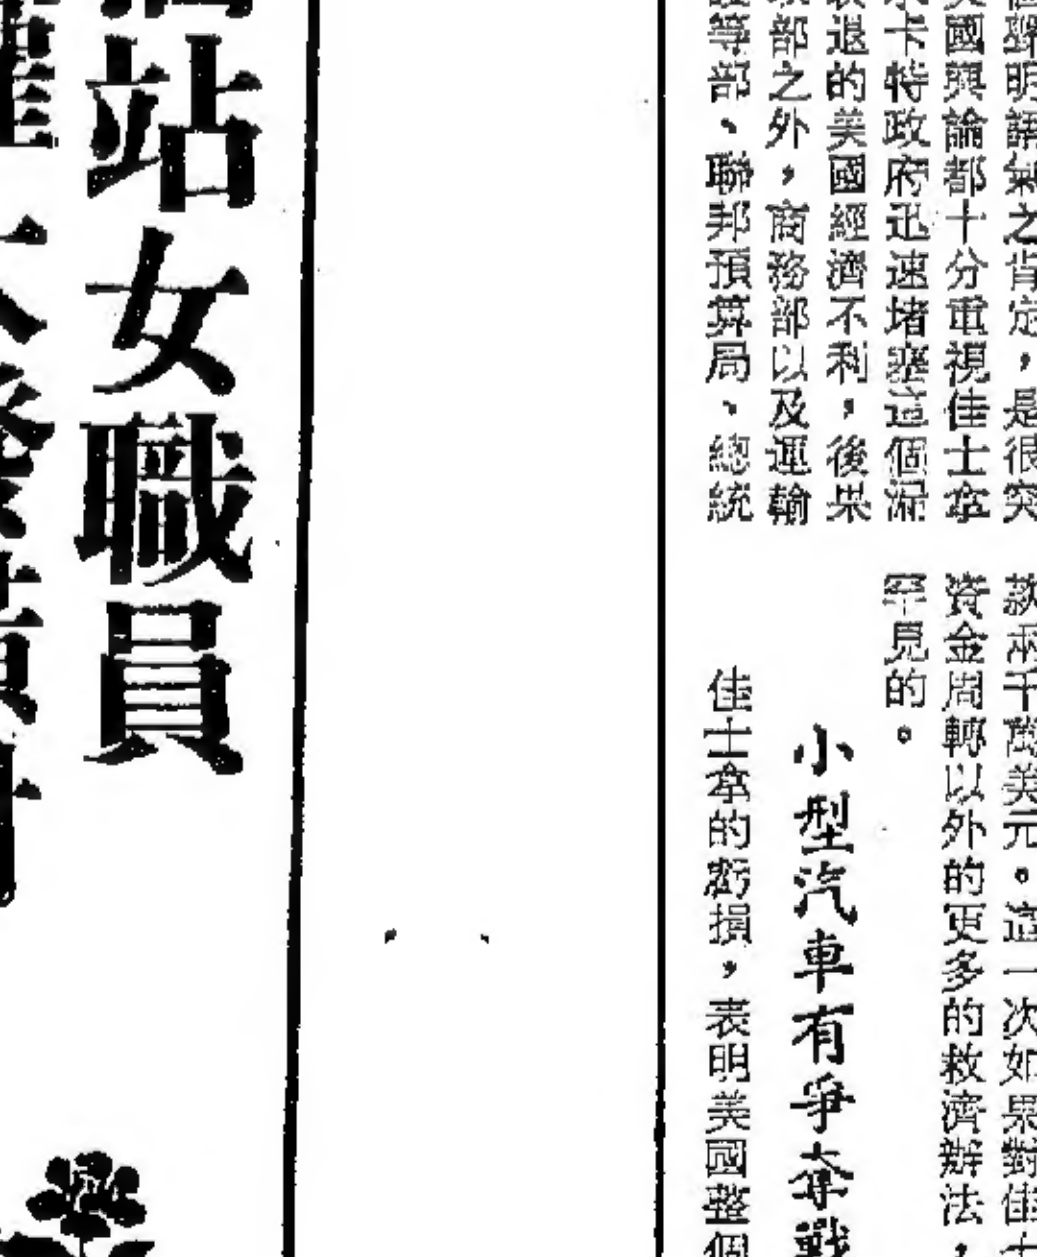 聲明語氣之肯定，是很突
國輿論都十分重視佳士拿
卡特政府迅速堵塞這個漏
退的美國經濟不利，後果
部之外，商務部以及運輸
等部、聯邦預算局、總統
款兩千萬美元。這一次如果對佳士
資金周轉以外的更多的救濟辦法，
罕見的。
小型汽車有爭奪戰
佳士拿的虧損，表明美國整個
站女職員